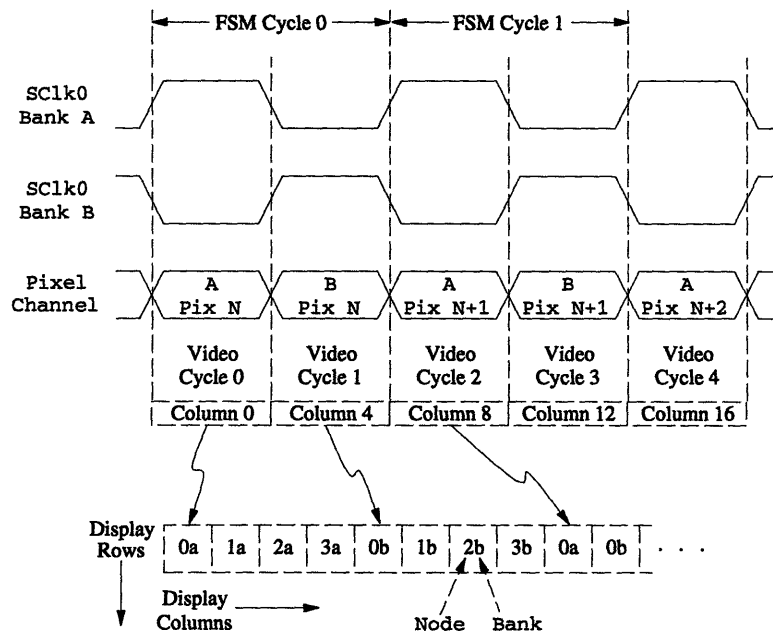 FSM Cycle 0 FSM Cycle 1
SClk0
Bank A
SClk0
Bank B
Pixel
Channel
A B A B A
Pix N Pix N Pix N+1 Pix N+1 Pix N+2
Video Video Video Video Video
Cycle 0 Cycle 1 Cycle 2 Cycle 3 Cycle 4
Column 0 Column 4 Column 8 Column 12 Column 16
Display
Rows
0a 1a 2a 3a 0b 1b 2b 3b 0a 0b . . .
Display
Columns
Node Bank